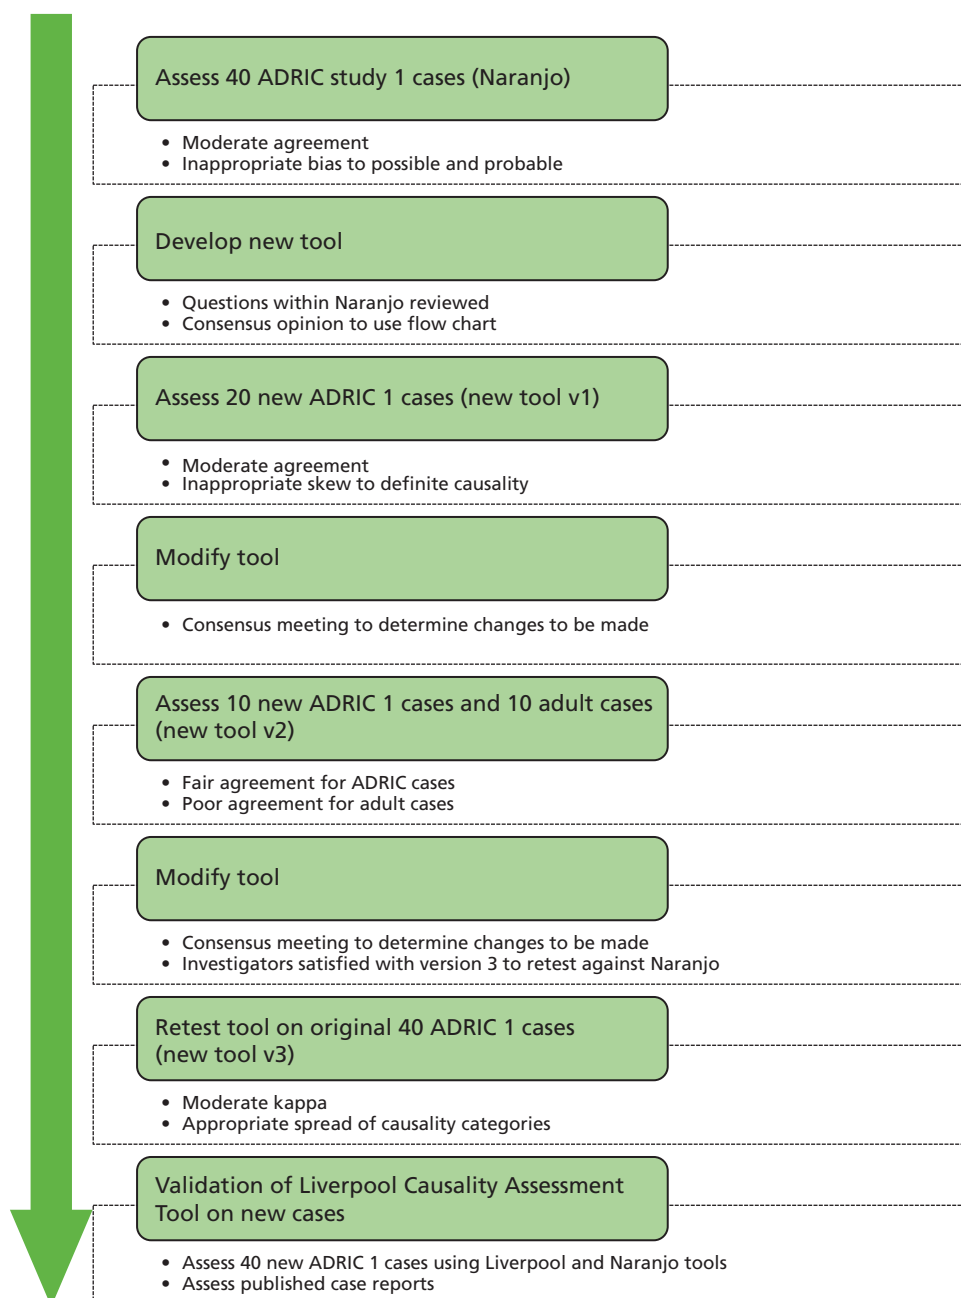 Assess 40 ADRIC study 1 cases (Naranjo)
• Moderate agreement
• Inappropriate bias to possible and probable
Develop new tool
• Questions within Naranjo reviewed
• Consensus opinion to use flow chart
Assess 20 new ADRIC 1 cases (new tool v1)
• Moderate agreement
• Inappropriate skew to definite causality
Modify tool
• Consensus meeting to determine changes to be made
Assess 10 new ADRIC 1 cases and 10 adult cases
(new tool v2)
• Fair agreement for ADRIC cases
• Poor agreement for adult cases
Modify tool
• Consensus meeting to determine changes to be made
• Investigators satisfied with version 3 to retest against Naranjo
Retest tool on original 40 ADRIC 1 cases
(new tool v3)
• Moderate kappa
• Appropriate spread of causality categories
Validation of Liverpool Causality Assessment
Tool on new cases
• Assess 40 new ADRIC 1 cases using Liverpool and Naranjo tools
• Assess published case reports